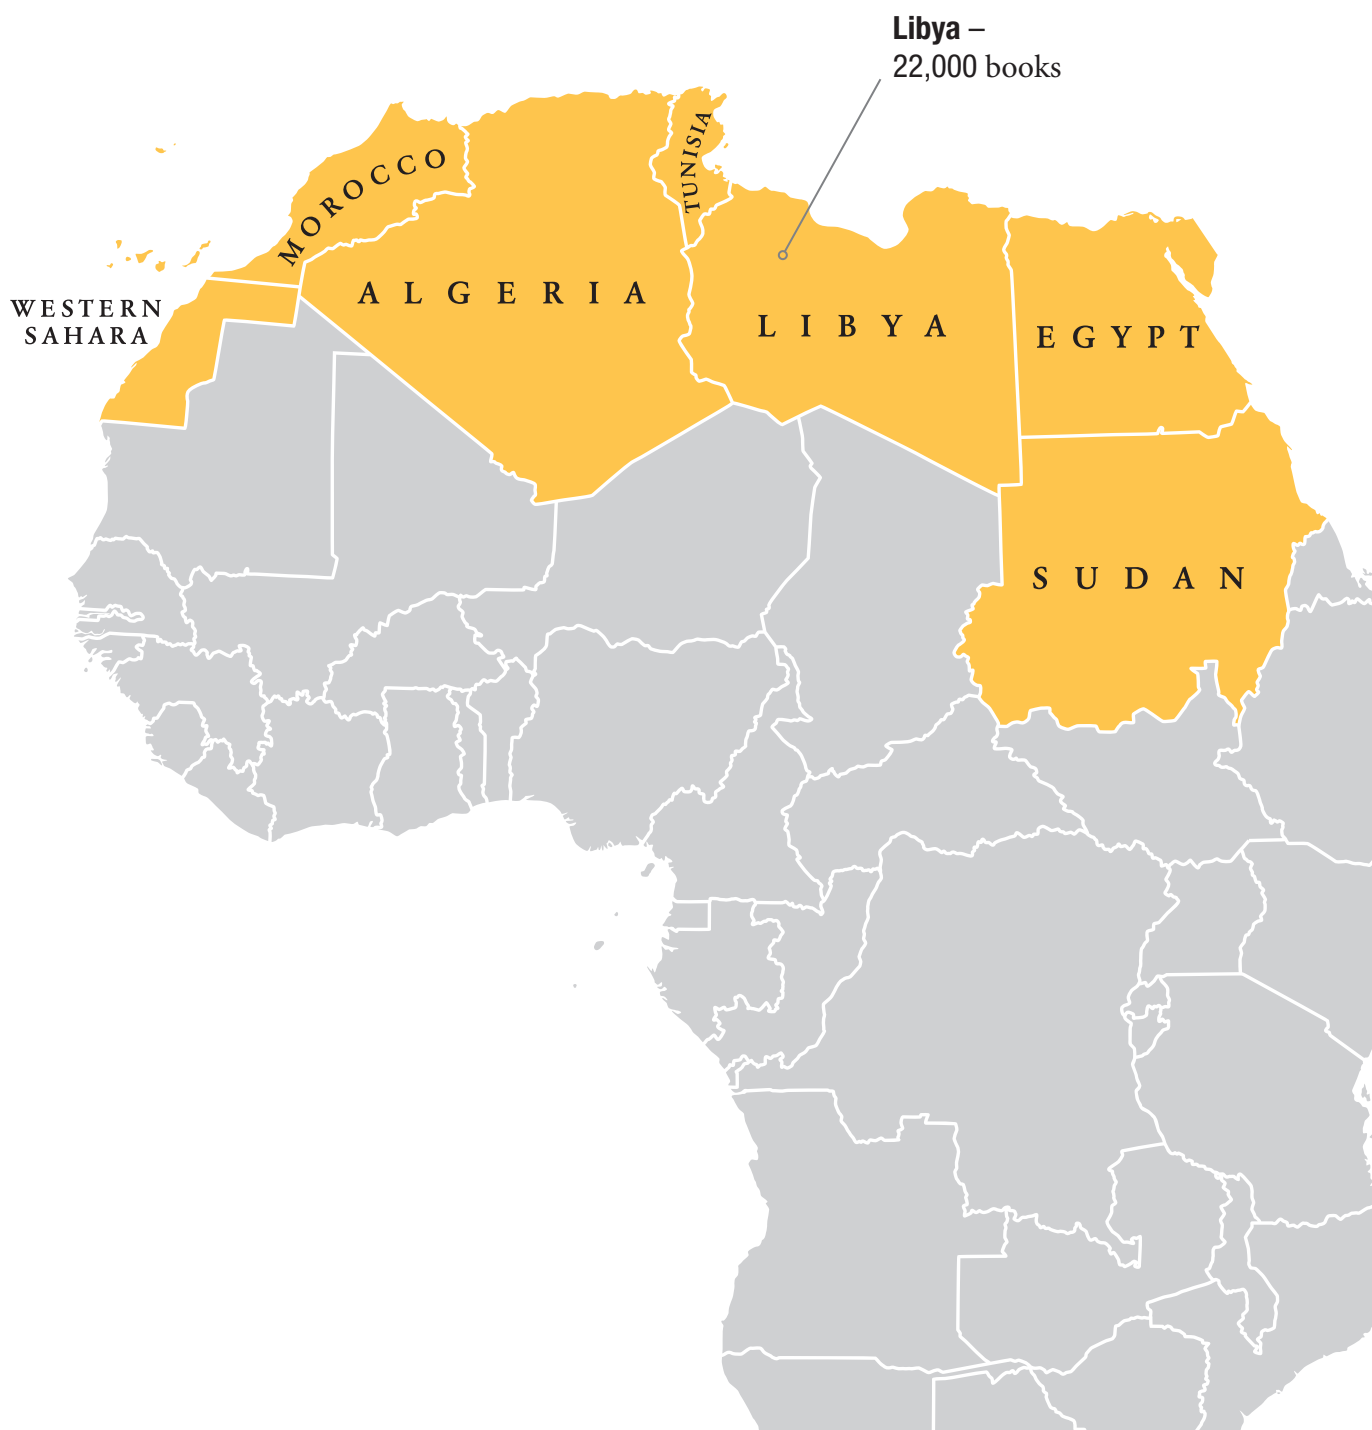 Libya –
22,000 books
MOROCCO
TUNISIA
WESTERN
SAHARA
ALGERIA
LIBYA
EGYPT
SUDAN